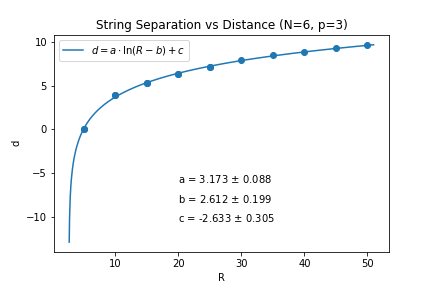 String Separation vs Distance (N=6, p=3)
10
5
0
−5
−10
d
d = a · ln(R − b) + c
a = 3.173 ± 0.088
b = 2.612 ± 0.199
c = -2.633 ± 0.305
10 20 30 40 50
R